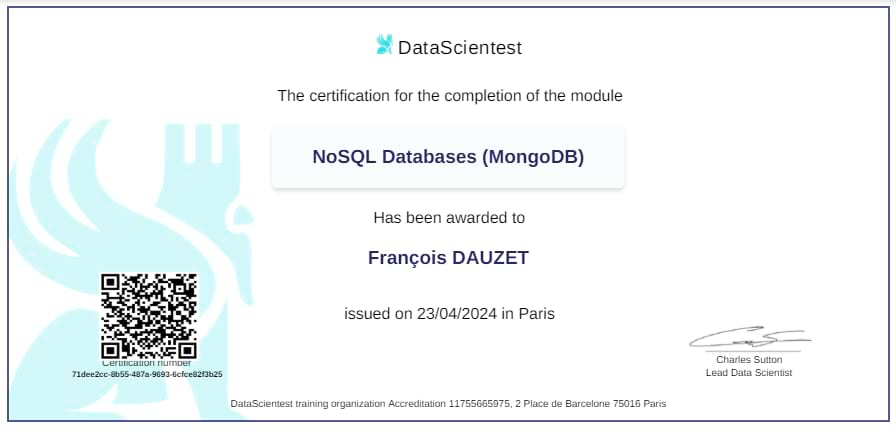 DataScientest
The certification for the completion of the module
NoSQL Databases (MongoDB)
Has been awarded to
François DAUZET
issued on 23/04/2024 in Paris
Certification number
71dee2cc-8b55-487a-9693-6cfce82f3b25
Charles Sutton
Lead Data Scientist
DataScientest training organization Accreditation 11755665975, 2 Place de Barcelone 75016 Paris